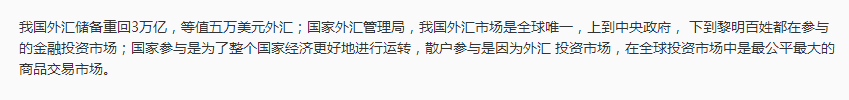 我国外汇储备重回3万亿，等值五万美元外汇；国家外汇管理局，我国外汇市场是全球唯一，上到中央政府， 下到黎明百姓都在参与
的金融投资市场；国家参与是为了整个国家经济更好地进行运转，散户参与是因为外汇 投资市场，在全球投资市场中是最公平最大的
商品交易市场。